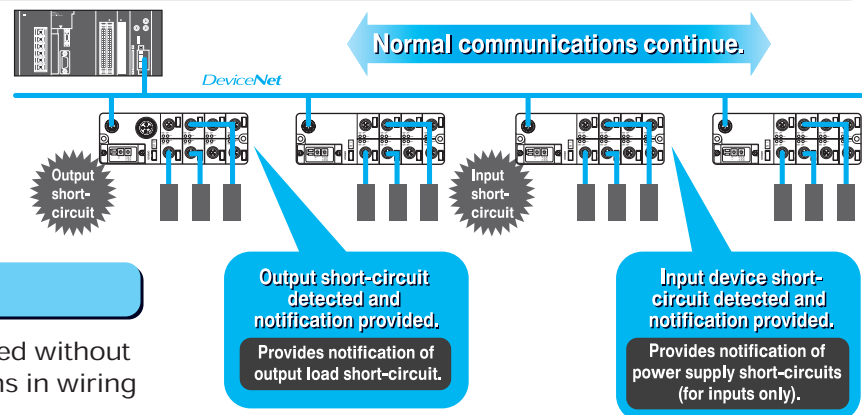 Normal communications continue.
DeviceNet
Output
short-
circuit
Input
short-
circuit
Output short-circuit
detected and
notification provided.
Provides notification of
output load short-circuit.
Input device short-
circuit detected and
notification provided.
Provides notification of
power supply short-circuits
(for inputs only).
ed without
ns in wiring